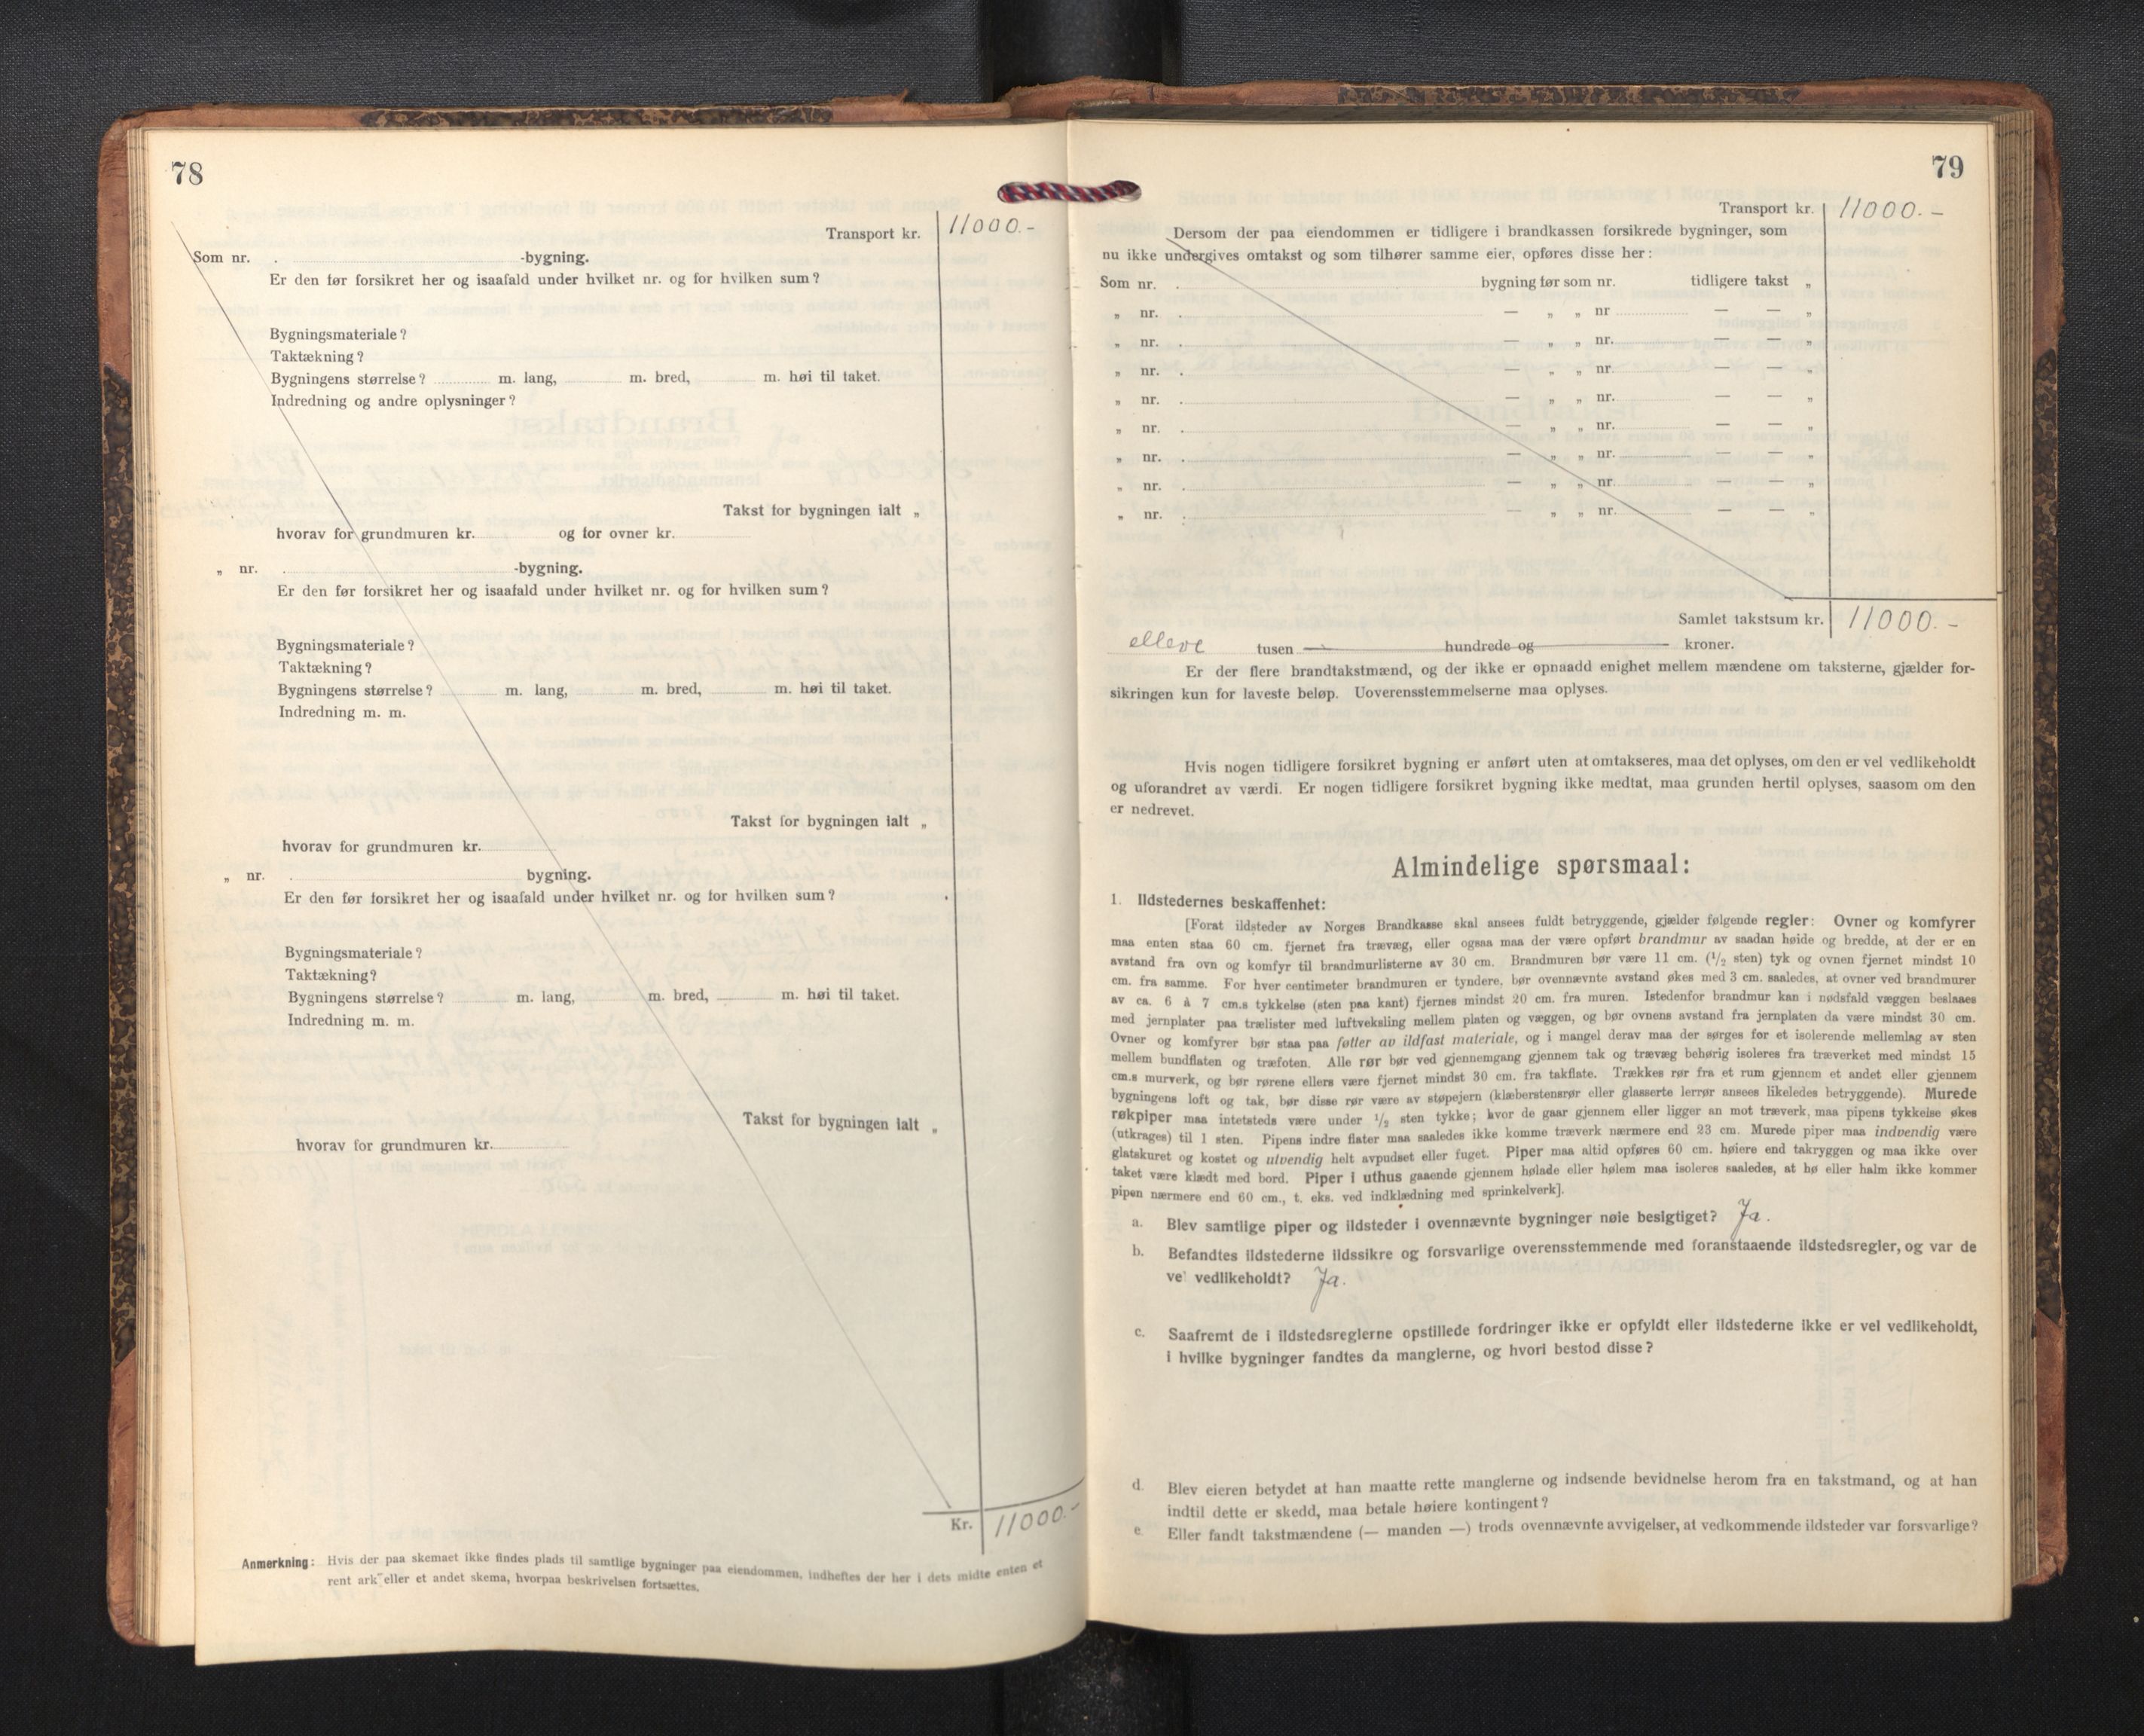 78
Transport kr. 11000.-
Som nr. -bygning.
Er den før forsikret her og isaafald under hvilket nr. og for hvilken sum?
Bygningsmateriale?
Taktækning?
Bygningens størrelse? m. lang, m. bred, m. høi til taket.
Indredning og andre oplysninger?
Takst for bygningen ialt „
hvorav for grundmuren kr. og for ovner kr.
„ nr. -bygning.
Er den før forsikret her og isaafald under hvilket nr. og for hvilken sum?
Bygningsmateriale?
Taktækning?
Bygningens størrelse? m. lang, m. bred, m. høi til taket.
Indredning m. m.
Takst for bygningen ialt „
hvorav for grundmuren kr.
„ nr. bygning.
Er den før forsikret her og isaafald under hvilket nr. og for hvilken sum?
Bygningsmateriale?
Taktækning?
Bygningens størrelse? m. lang, m. bred, m. høi til taket.
Indredning m. m.
Takst for bygningen ialt „
hvorav for grundmuren kr.
Kr. 11000.-
Anmerkning: Hvis der paa skemaet ikke findes plads til samtlige bygninger paa eiendommen, indheftes der her i dets midte enten et
rent ark eller et andet skema, hvorpaa beskrivelsen fortsættes.
79
Transport kr. 11000.-
Dersom der paa eiendommen er tidligere i brandkassen forsikrede bygninger, som
nu ikke undergives omtakst og som tilhører samme eier, opføres disse her:
Som nr. bygning før som nr. tidligere takst „
„ nr. — „ „ nr — — „
„ nr. — „ „ nr. — — „
„ nr. — „ „ nr. — — „
„ nr. — „ „ nr. — — „
„ nr. — „ „ nr. — — „
„ nr. — „ „ nr. — — „
„ nr. — „ „ nr. — — „
„ nr. — „ „ nr. — — „
Samlet takstsum kr. 11000.-
elleve tusen — hundrede og — kroner.
Er der flere brandtakstmænd, og der ikke er opnaadd enighet mellem mændene om taksterne, gjælder for-
sikringen kun for laveste beløp. Uoverensstemmelserne maa oplyses.
Hvis nogen tidligere forsikret bygning er anført uten at omtakseres, maa det oplyses, om den er vel vedlikeholdt
og uforandret av værdi. Er nogen tidligere forsikret bygning ikke medtat, maa grunden hertil oplyses, saasom om den
er nedrevet.
Almindelige spørsmaal:
1. Ildstedernes beskaffenhet:
[Forat ildsteder av Norges Brandkasse skal ansees fuldt betryggende, gjælder følgende regler: Ovner og komfyrer
maa enten staa 60 cm. fjernet fra trævæg, eller ogsaa maa der være opført brandmur av saadan høide og bredde, at der er en
avstand fra ovn og komfyr til brandmurlisterne av 30 cm. Brandmuren bør være 11 cm. (1/2 sten) tyk og ovnen fjernet mindst 10
cm. fra samme. For hver centimeter brandmuren er tyndere, bør ovennævnte avstand økes med 3 cm. saaledes, at ovner ved brandmurer
av ca. 6 à 7 cm.s tykkelse (sten paa kant) fjernes mindst 20 cm. fra muren. Istedenfor brandmur kan i nødsfald væggen beslaaes
med jernplater paa trælister med luftveksling mellem platen og væggen, og bør ovnens avstand fra jernplaten da være mindst 30 cm.
Ovner og komfyrer bør staa paa føtter av ildfast materiale, og i mangel derav maa der sørges for et isolerende mellemlag av sten
mellem bundflaten og træfoten. Alle rør bør ved gjennemgang gjennem tak og trævæg behørig isoleres fra træverket med mindst 15
cm.s murverk, og bør rørene ellers være fjernet mindst 30 cm. fra takflate. Trækkes rør fra et rum gjennem et andet eller gjennem
bygningens loft og tak, bør disse rør være av støpejern (klæberstensrør eller glasserte lerrør ansees likeledes betryggende). Murede
røkpiper maa intetsteds være under 1/2 sten tykke; hvor de gaar gjennem eller ligger an mot træverk, maa pipens tykkelse økes
(utkrages) til 1 sten. Pipens indre flater maa saaledes ikke komme træverk nærmere end 23 cm. Murede piper maa indvendig være
glatskuret og kostet og utvendig helt avpudset eller fuget. Piper maa altid opføres 60 cm. høiere end takryggen og maa ikke over
taket være klædt med bord. Piper i uthus gaaende gjennem hølade eller hølem maa isoleres saaledes, at hø eller halm ikke kommer
pipen nærmere end 60 cm., t. eks. ved indklædning med sprinkelverk].
a. Blev samtlige piper og ildsteder i ovennævnte bygninger nøie besigtiget? Ja.
b. Befandtes ildstederne ildssikre og forsvarlige overensstemmende med foranstaaende ildstedsregler, og var de
vel vedlikeholdt? Ja.
c. Saafremt de i ildstedsreglerne opstillede fordringer ikke er opfyldt eller ildstederne ikke er vel vedlikeholdt,
i hvilke bygninger fandtes da manglerne, og hvori bestod disse?
d. Blev eieren betydet at han maatte rette manglerne og indsende bevidnelse herom fra en takstmand, og at han
indtil dette er skedd, maa betale høiere kontingent?
e Eller fandt takstmændene (— manden —) trods ovennævnte avvigelser, at vedkommende ildsteder var forsvarlige?